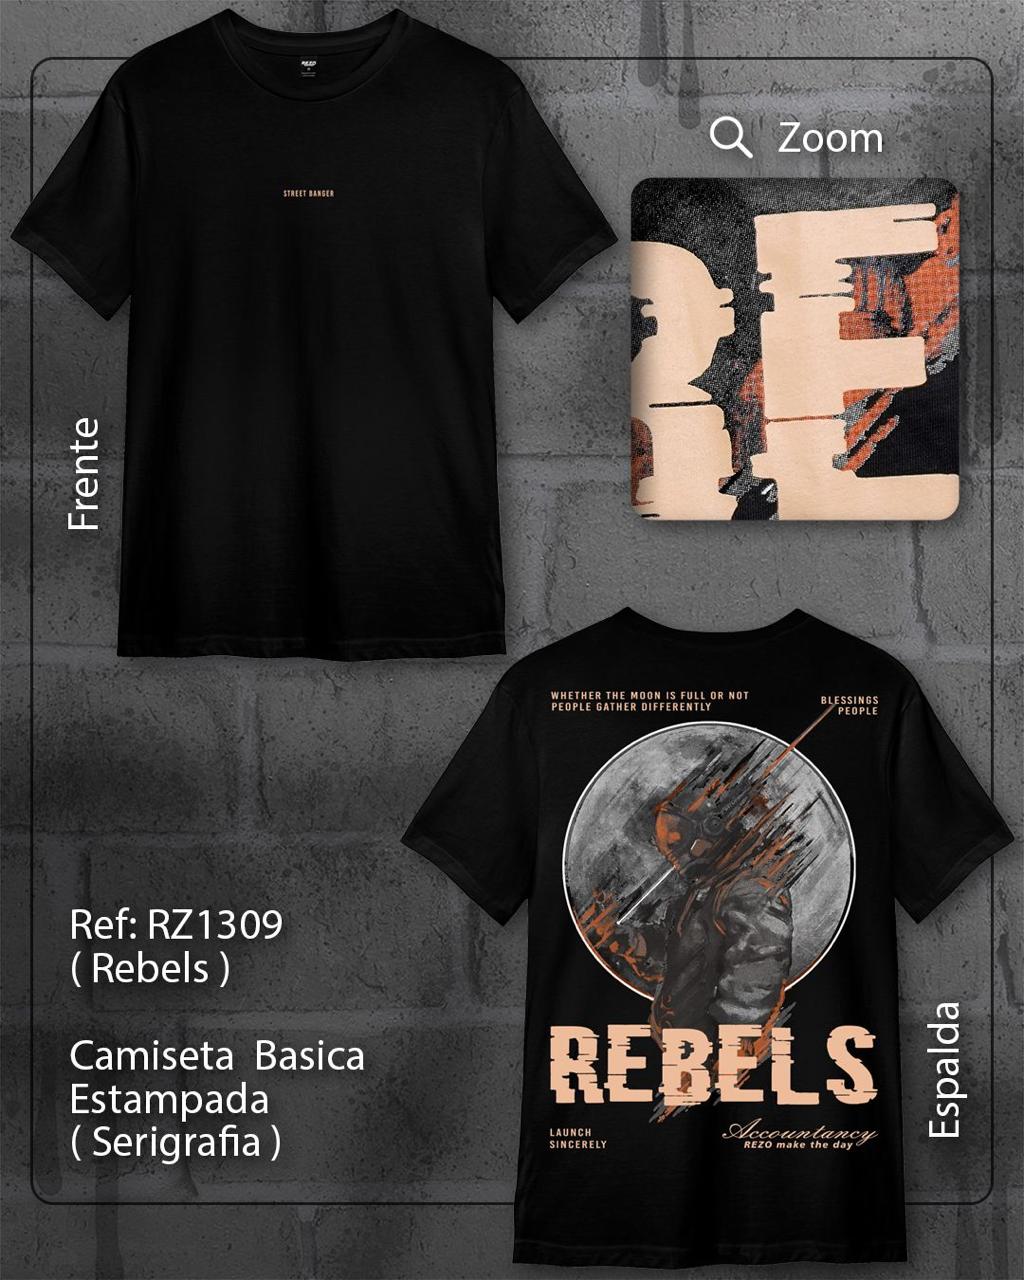 REZO
STREET BANGER
Zoom
Frente
WHETHER THE MOON IS FULL OR NOT
PEOPLE GATHER DIFFERENTLY
BLESSINGS
PEOPLE
REBELS
LAUNCH
SINCERELY
Accountancy
REZO make the day
Espalda
Ref: RZ1309
( Rebels )
Camiseta Basica
Estampada
( Serigrafia )